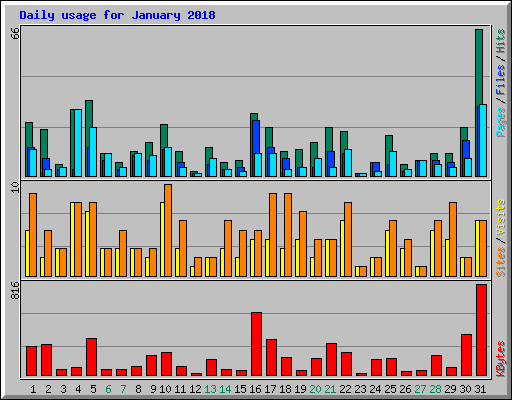 Daily usage for January 2018
66
Pages / Files / Hits
10
Sites / Visits
816
KBytes
1 2 3 4 5 6 7 8 9 10 11 12 13 14 15 16 17 18 19 20 21 22 23 24 25 26 27 28 29 30 31